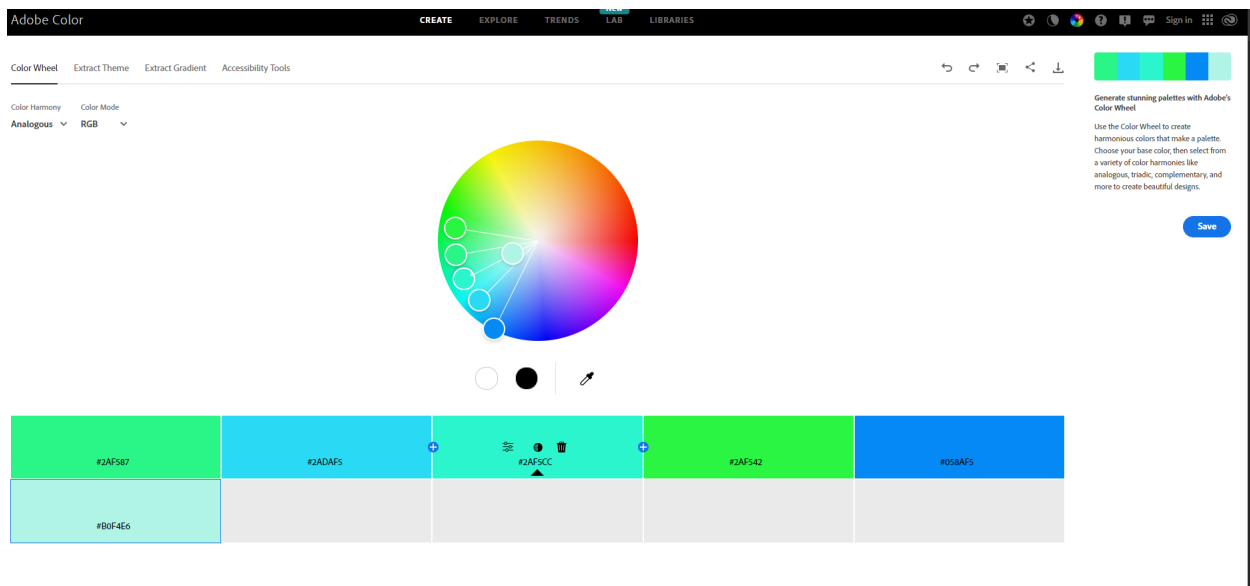 Adobe Color
CREATE EXPLORE TRENDS LAB LIBRARIES
NEW
Sign in
Color Wheel Extract Theme Extract Gradient Accessibility Tools
Color Harmony Color Mode
Analogous RGB
Generate stunning palettes with Adobe's
Color Wheel
Use the Color Wheel to create
harmonious colors that make a palette.
Choose your base color, then select from
a variety of color harmonies like
analogous, triadic, complementary, and
more to create beautiful designs.
Save
#2AF587 #2ADAF5 #2AF5CC #2AF542 #058AF5
#B0F4E6